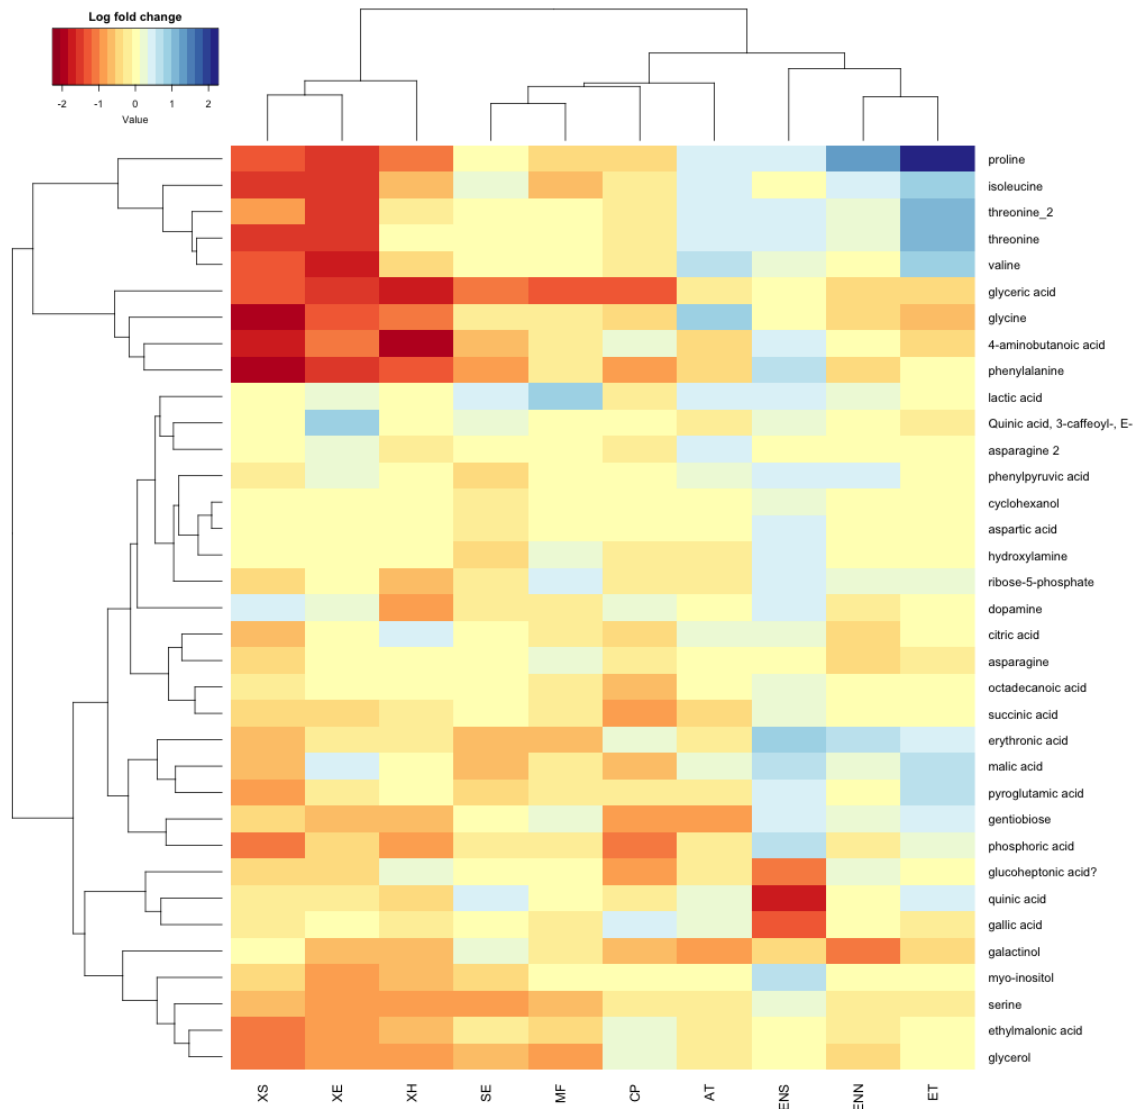 Log fold change
-2 -1 0 1 2
Value
proline
isoleucine
threonine_2
threonine
valine
glyceric acid
glycine
4-aminobutanoic acid
phenylalanine
lactic acid
Quinic acid, 3-caffeoyl-, E-
asparagine 2
phenylpyruvic acid
cyclohexanol
aspartic acid
hydroxylamine
ribose-5-phosphate
dopamine
citric acid
asparagine
octadecanoic acid
succinic acid
erythronic acid
malic acid
pyroglutamic acid
gentiobiose
phosphoric acid
glucoheptonic acid?
quinic acid
gallic acid
galactinol
myo-inositol
serine
ethylmalonic acid
glycerol
XS XE XH SE MF CP AT ENS ENN ET